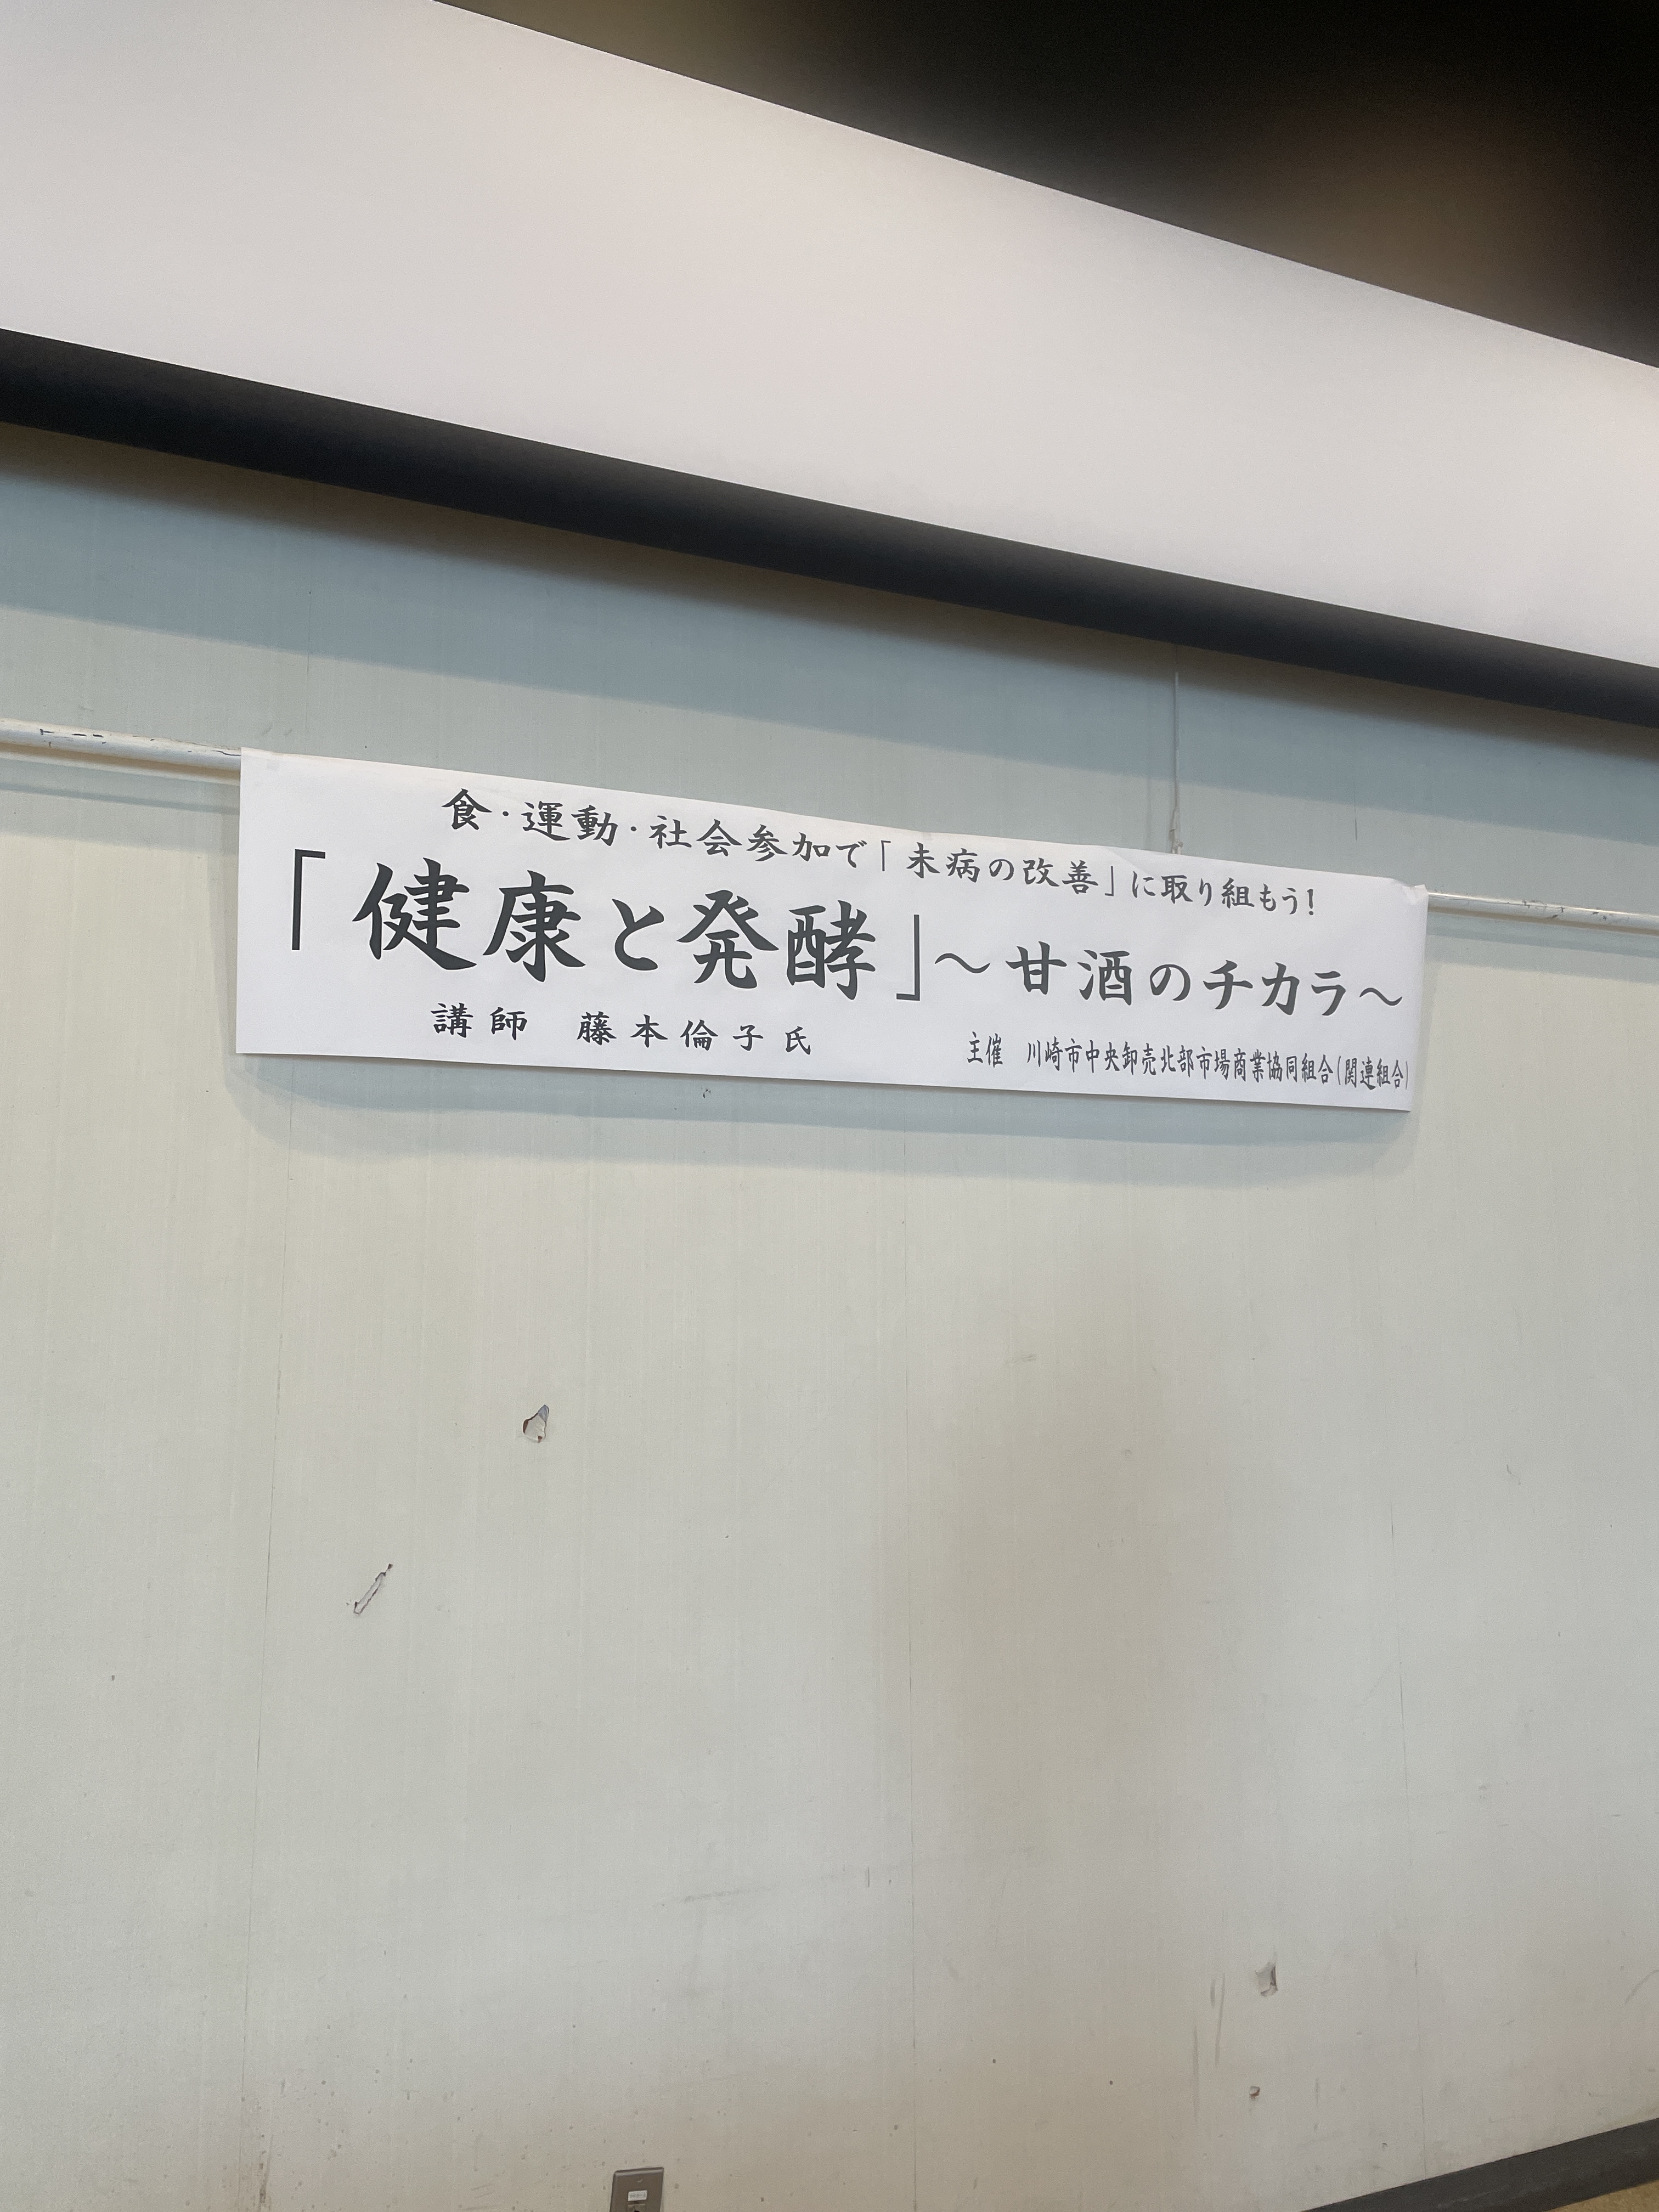 食・運動・社会参加で「未病の改善」に取り組もう!
「健康と発酵」～甘酒のチカラ～
講師 藤本倫子氏
主催 川崎市中央卸売北部市場商業協同組合(関連組合)